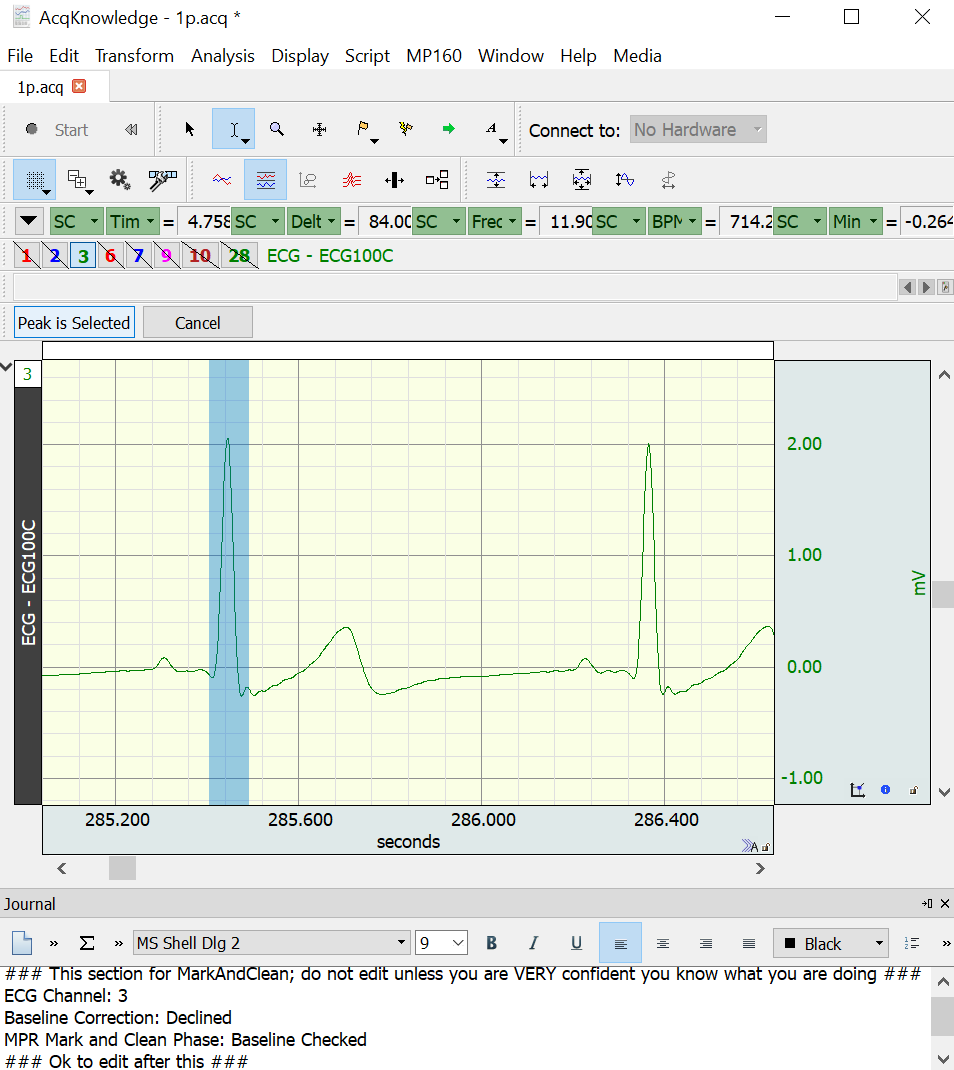 AcqKnowledge - 1p.acq *
File Edit Transform Analysis Display Script MP160 Window Help Media
1p.acq
Start A Connect to: No Hardware
SC Tim = 4.758 SC Delt = 84.00 SC Frec = 11.90 SC BPM = 714.2 SC Min = -0.264
1 2 3 6 7 9 10 28 ECG - ECG100C
Peak is Selected Cancel
3
ECG - ECG100C
2.00
1.00
mV
0.00
-1.00
285.200 285.600 286.000 286.400
seconds
A
Journal
» Σ » MS Shell Dlg 2 9 B I U Black »
### This section for MarkAndClean; do not edit unless you are VERY confident you know what you are doing ###
ECG Channel: 3
Baseline Correction: Declined
MPR Mark and Clean Phase: Baseline Checked
### Ok to edit after this ###